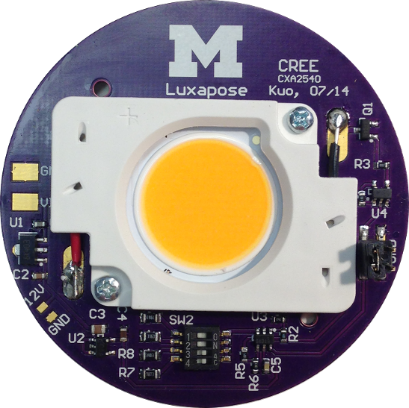 M
Luxapose
CREE
CXA2540
Kuo, 07/14
Q1
R3
U4
U1
C2
12V
GND
C3
C4
U2
R8
R7
SW2
U3
R2
R5
R6
C5